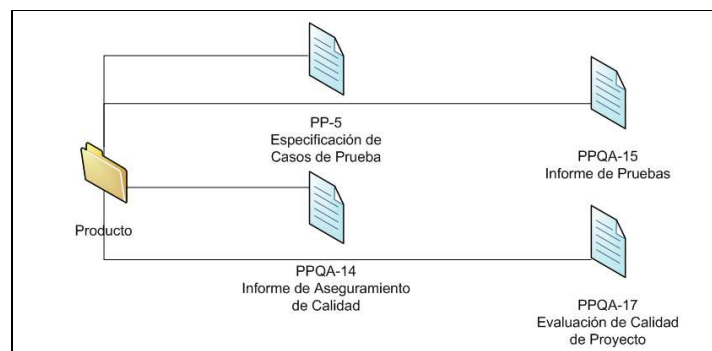 PP-5
Especificación de
Casos de Prueba
PPQA-15
Informe de Pruebas
Producto
PPQA-14
Informe de Aseguramiento
de Calidad
PPQA-17
Evaluación de Calidad
de Proyecto